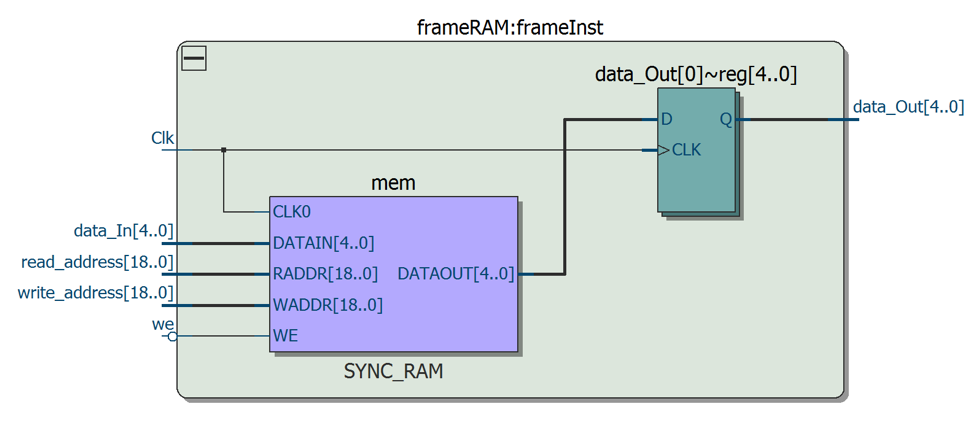 frameRAM:frameInst
data_Out[0]~reg[4..0]
data_Out[4..0]
D
Q
CLK
Clk
mem
CLK0
data_In[4..0]
DATAIN[4..0]
read_address[18..0]
RADDR[18..0]
DATAOUT[4..0]
write_address[18..0]
WADDR[18..0]
we
WE
SYNC_RAM